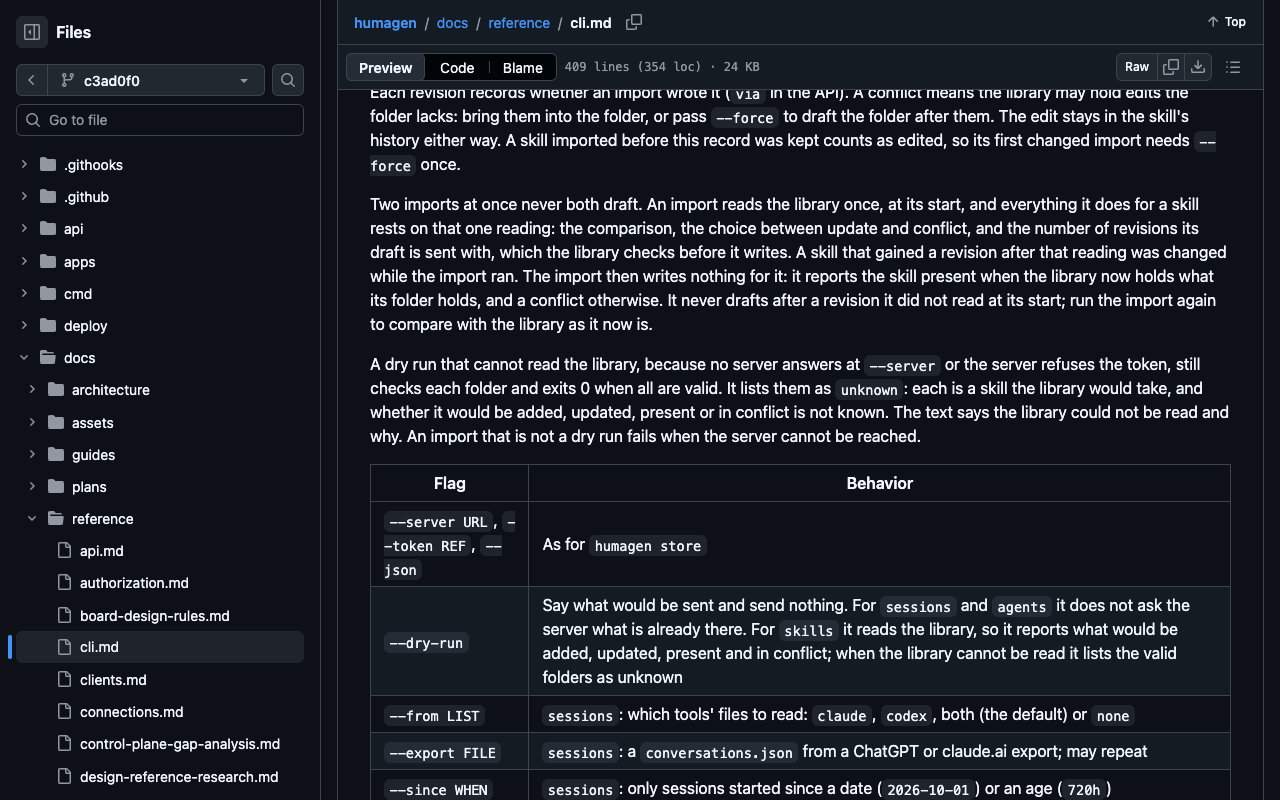 Files
humagen / docs / reference / cli.md
Top
c3ad0f0
Go to file
.githooks
.github
api
apps
cmd
deploy
docs
architecture
assets
guides
plans
reference
api.md
authorization.md
board-design-rules.md
cli.md
clients.md
connections.md
control-plane-gap-analysis.md
design-reference-research.md
Preview
Code
Blame
409 lines (354 loc) · 24 KB
Raw
Each revision records whether an import wrote it ( via in the API). A conflict means the library may hold edits the
folder lacks: bring them into the folder, or pass --force to draft the folder after them. The edit stays in the skill's
history either way. A skill imported before this record was kept counts as edited, so its first changed import needs --
force once.
Two imports at once never both draft. An import reads the library once, at its start, and everything it does for a skill
rests on that one reading: the comparison, the choice between update and conflict, and the number of revisions its
draft is sent with, which the library checks before it writes. A skill that gained a revision after that reading was changed
while the import ran. The import then writes nothing for it: it reports the skill present when the library now holds what
its folder holds, and a conflict otherwise. It never drafts after a revision it did not read at its start; run the import again
to compare with the library as it now is.
A dry run that cannot read the library, because no server answers at --server or the server refuses the token, still
checks each folder and exits 0 when all are valid. It lists them as unknown : each is a skill the library would take, and
whether it would be added, updated, present or in conflict is not known. The text says the library could not be read and
why. An import that is not a dry run fails when the server cannot be reached.
Flag
Behavior
--server URL , -
-token REF , --
json
As for humagen store
--dry-run
Say what would be sent and send nothing. For sessions and agents it does not ask the
server what is already there. For skills it reads the library, so it reports what would be
added, updated, present and in conflict; when the library cannot be read it lists the valid
folders as unknown
--from LIST
sessions : which tools' files to read: claude , codex , both (the default) or none
--export FILE
sessions : a conversations.json from a ChatGPT or claude.ai export; may repeat
--since WHEN
sessions : only sessions started since a date ( 2026-10-01 ) or an age ( 720h )